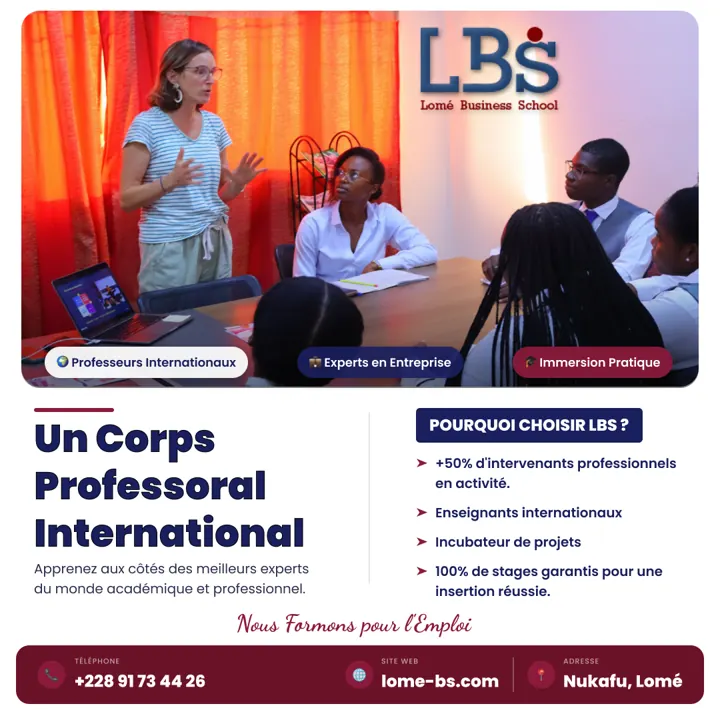 LBS
Lomé Business School
Professeurs Internationaux
Experts en Entreprise
Immersion Pratique
Un Corps
Professoral
International
Apprenez aux côtés des meilleurs experts
du monde académique et professionnel.
POURQUOI CHOISIR LBS ?
+50% d'intervenants professionnels
en activité.
Enseignants internationaux
Incubateur de projets
100% de stages garantis pour une
insertion réussie.
Nous Formons pour l'Emploi
TÉLÉPHONE
+228 91 73 44 26
SITE WEB
lome-bs.com
ADRESSE
Nukafu, Lomé